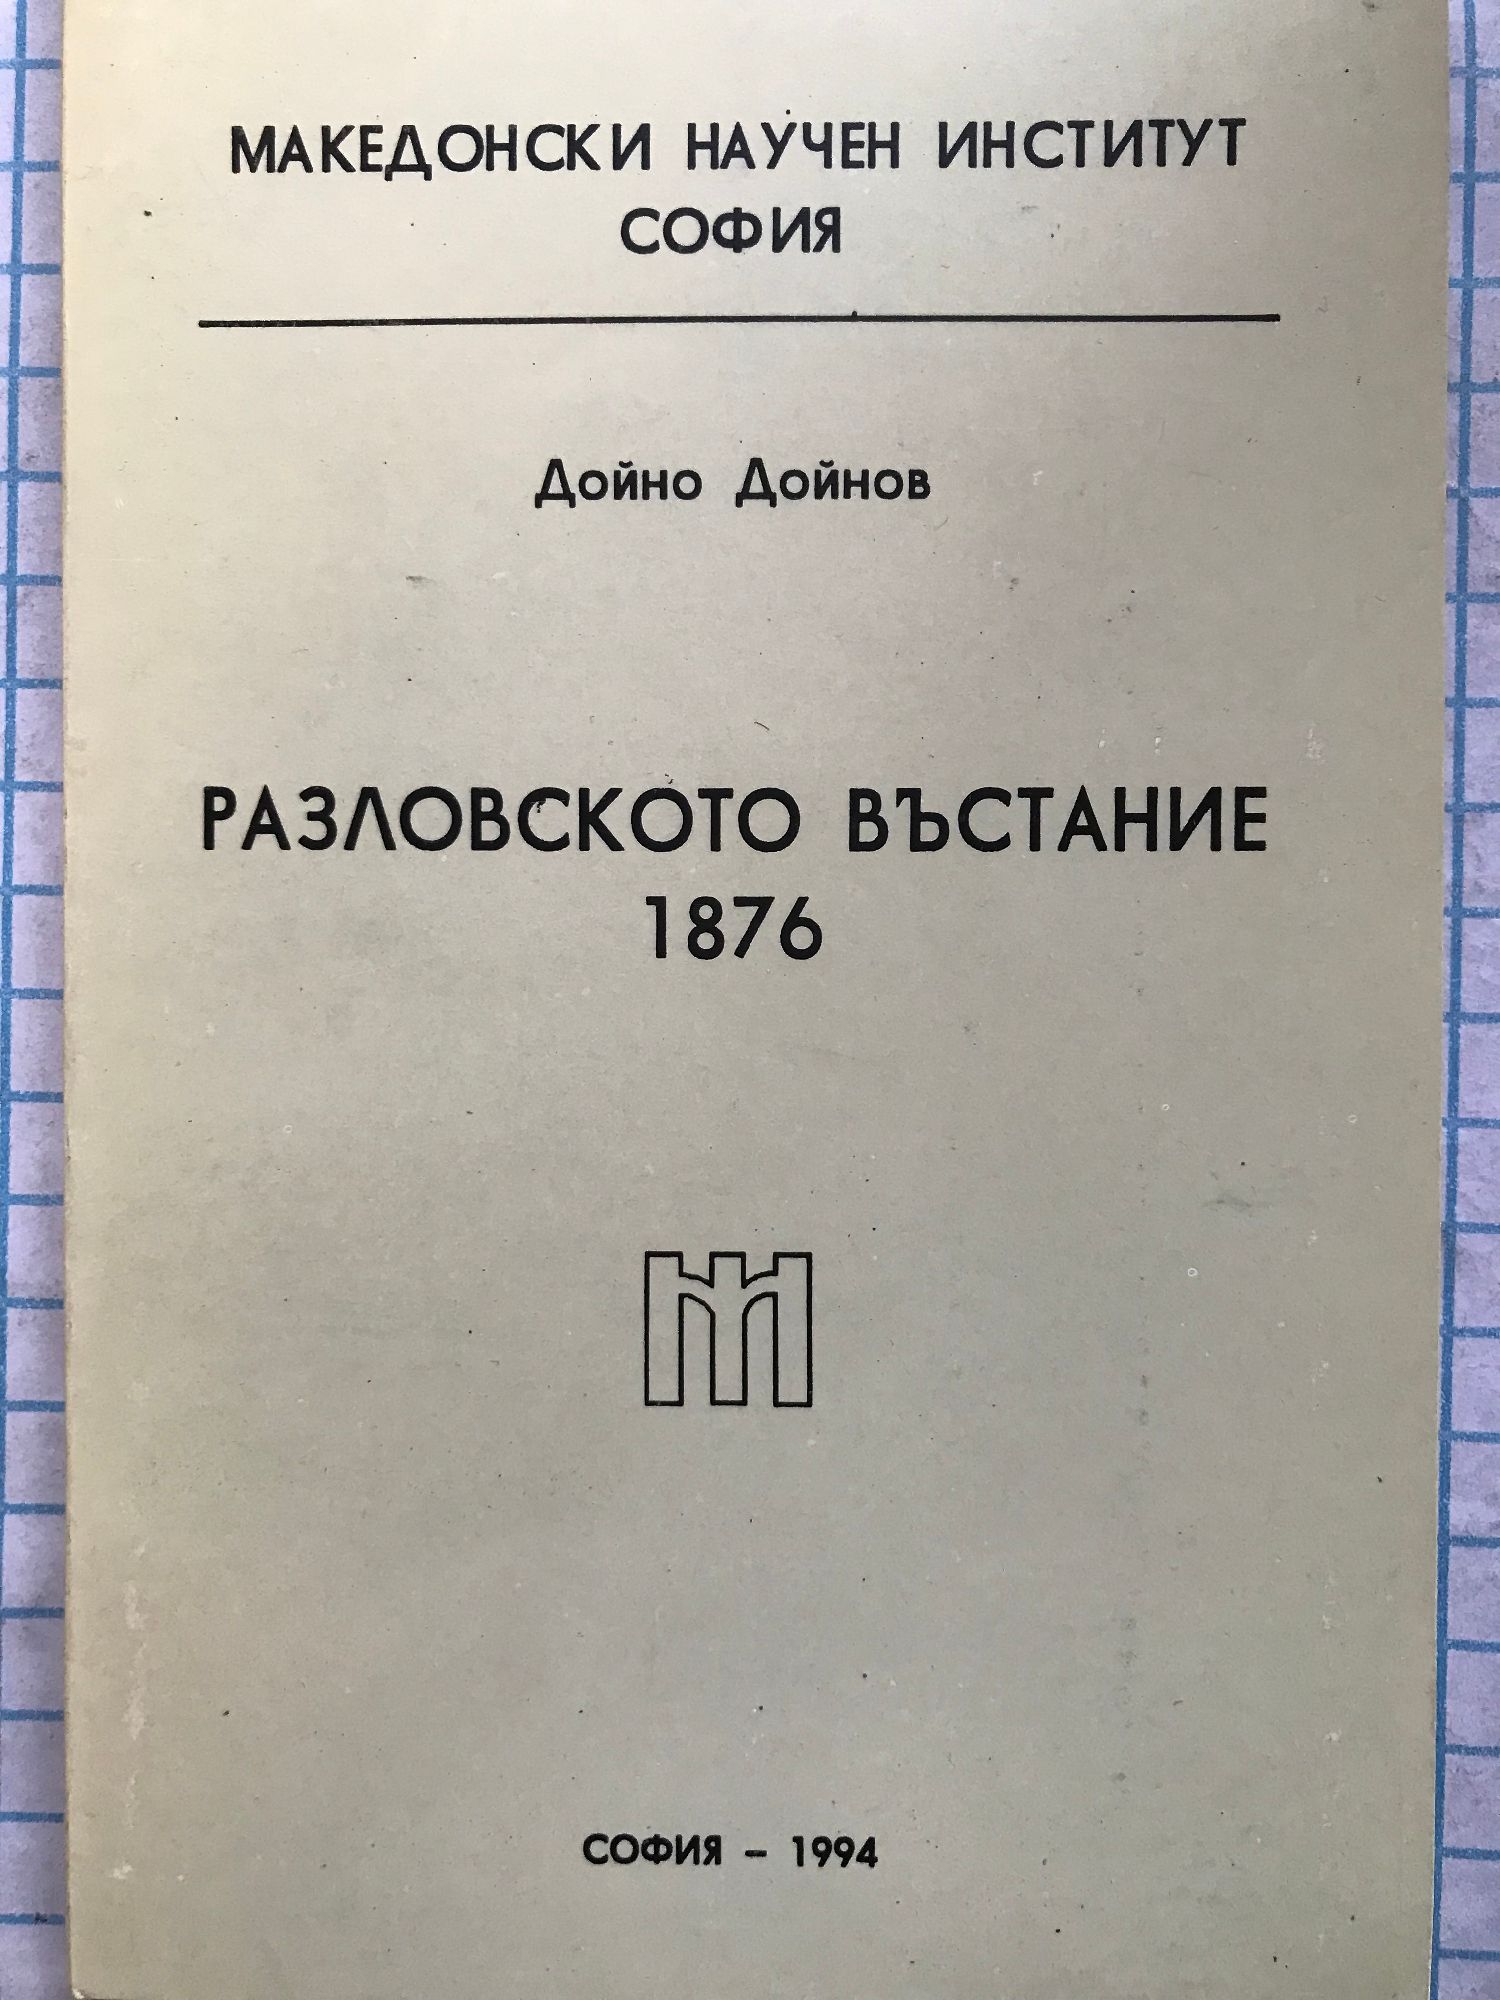 МАКЕДОНСКИ НАУЧЕН ИНСТИТУТ
СОФИЯ
Дойно Дойнов
РАЗЛОВСКОТО ВЪСТАНИЕ
1876
СОФИЯ – 1994